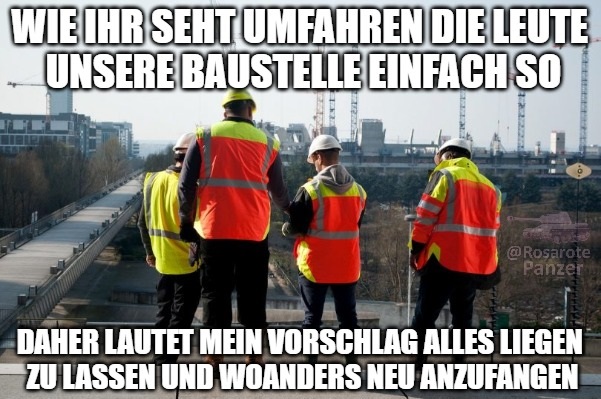 WIE IHR SEHT UMFAHREN DIE LEUTE
UNSERE BAUSTELLE EINFACH SO
@Rosarote
Panzer
DAHER LAUTET MEIN VORSCHLAG ALLES LIEGEN
ZU LASSEN UND WOANDERS NEU ANZUFANGEN